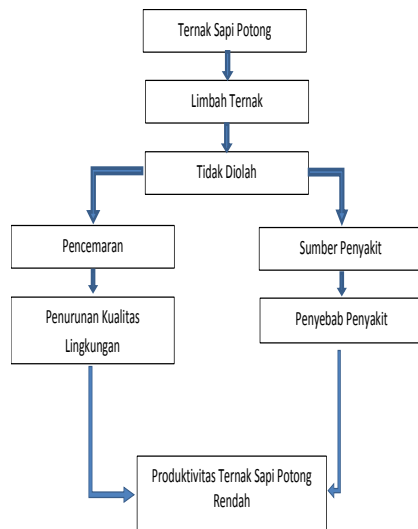 Ternak Sapi Potong
Limbah Ternak
Tidak Diolah
Pencemaran
Sumber Penyakit
Penurunan Kualitas
Lingkungan
Penyebab Penyakit
Produktivitas Ternak Sapi Potong
Rendah